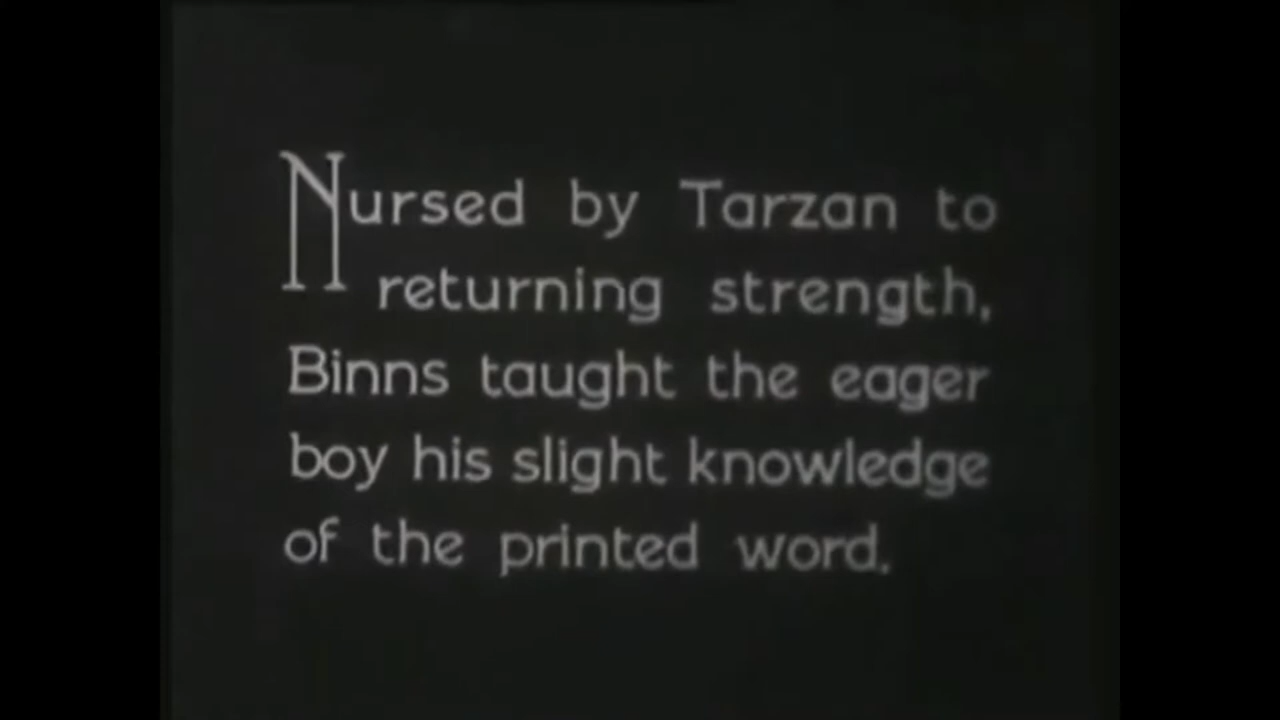 Nursed by Tarzan to
returning strength,
Binns taught the eager
boy his slight knowledge
of the printed word.